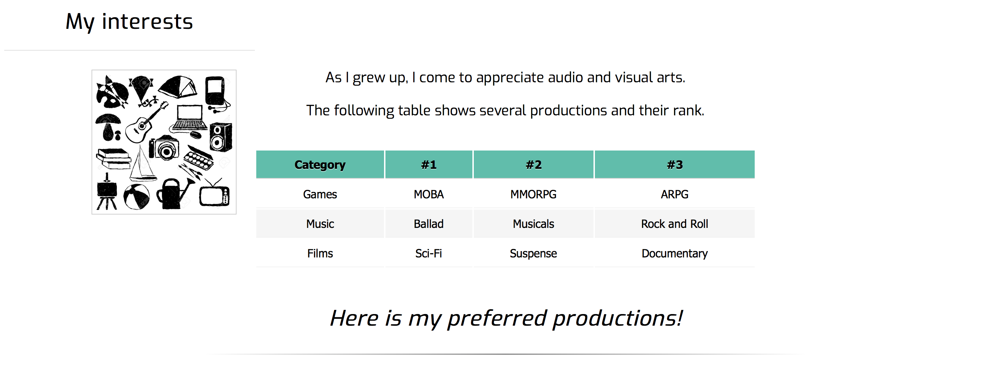 My interests
As I grew up, I come to appreciate audio and visual arts.
The following table shows several productions and their rank.
Category #1 #2 #3
Games MOBA MMORPG ARPG
Music Ballad Musicals Rock and Roll
Films Sci-Fi Suspense Documentary
Here is my preferred productions!